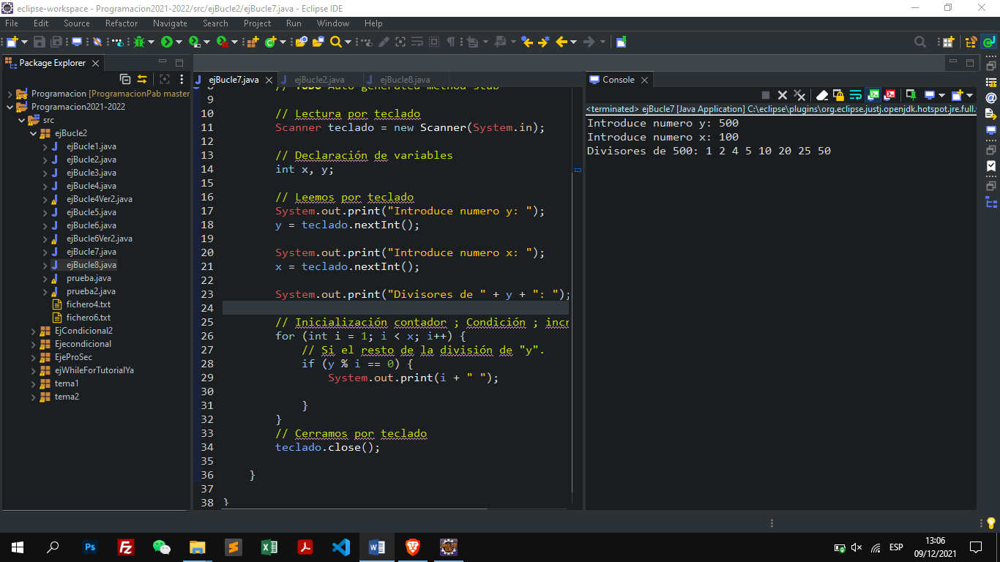 eclipse-workspace - Programacion2021-2022/src/ejBucle2/ejBucle7.java - Eclipse IDE
File Edit Source Refactor Navigate Search Project Run Window Help
Package Explorer
Programacion [ProgramacionPab master
Programacion2021-2022
src
ejBucle2
ejBucle1.java
ejBucle2.java
ejBucle3.java
ejBucle4.java
ejBucle4Ver2.java
ejBucle5.java
ejBucle6.java
ejBucle6Ver2.java
ejBucle7.java
ejBucle8.java
prueba.java
prueba2.java
fichero4.txt
fichero6.txt
EjCondicional2
Ejecondicional
EjeProSec
ejWhileForTutorialYa
tema1
tema2
ejBucle7.java ejBucle2.java ejBucle8.java
8 // TODO Auto-generated method stub
9
10 // Lectura por teclado
11 Scanner teclado = new Scanner(System.in);
12
13 // Declaración de variables
14 int x, y;
15
16 // Leemos por teclado
17 System.out.print("Introduce numero y: ");
18 y = teclado.nextInt();
19
20 System.out.print("Introduce numero x: ");
21 x = teclado.nextInt();
22
23 System.out.print("Divisores de " + y + ": ");
24
25 // Inicialización contador ; Condición ; incr
26 for (int i = 1; i < x; i++) {
27 // Si el resto de la división de "y".
28 if (y % i == 0) {
29 System.out.print(i + " ");
30
31 }
32 }
33 // Cerramos por teclado
34 teclado.close();
35
36 }
37
38 }
Console
<terminated> ejBucle7 [Java Application] C:\eclipse\plugins\org.eclipse.justj.openjdk.hotspot.jre.full.
Introduce numero y: 500
Introduce numero x: 100
Divisores de 500: 1 2 4 5 10 20 25 50
ESP
13:06
09/12/2021